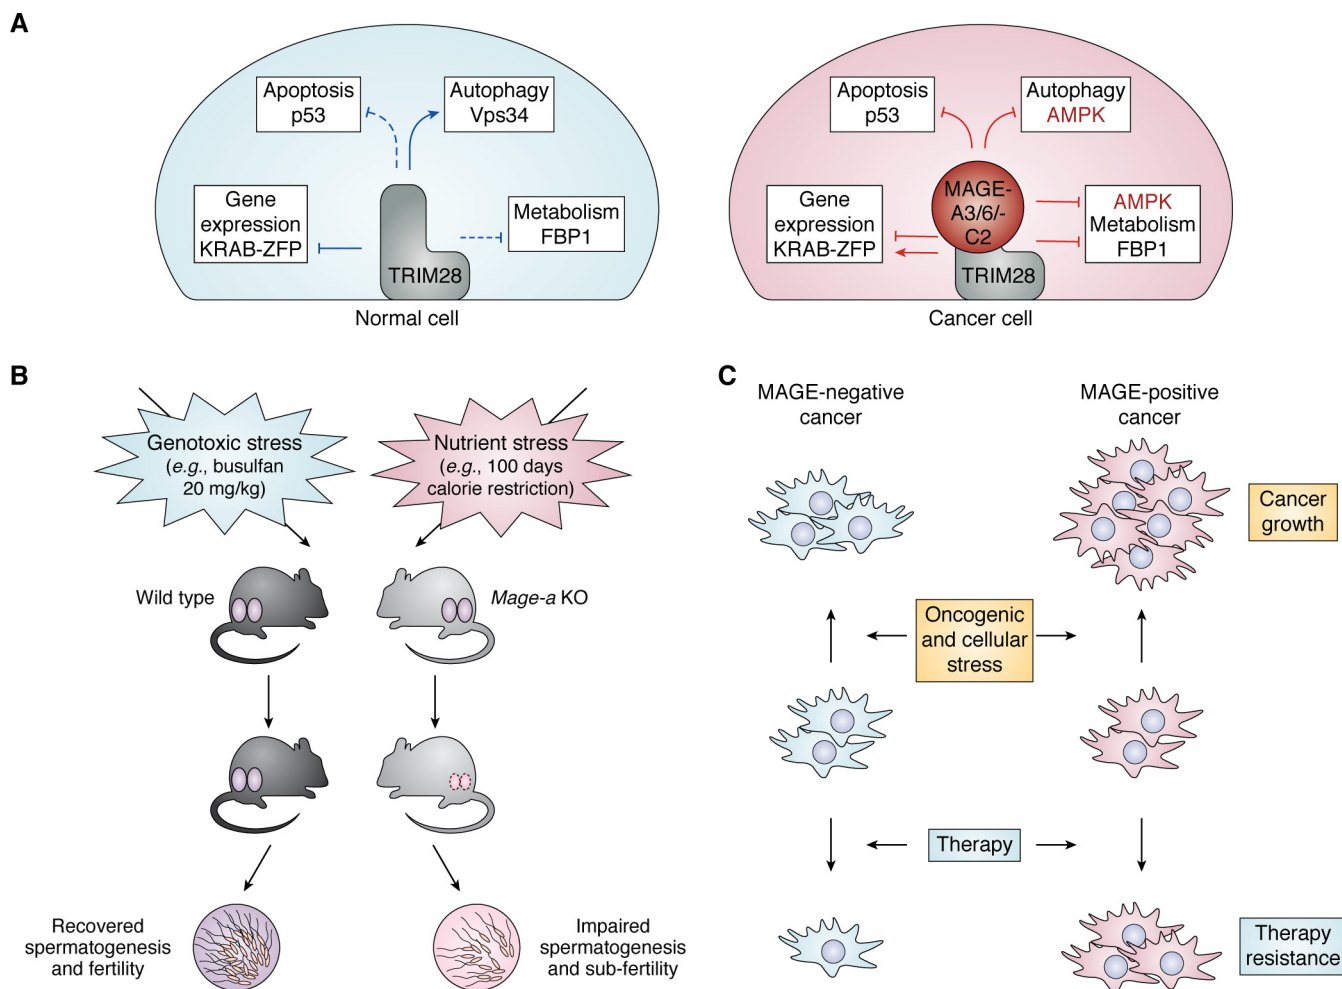 A
Apoptosis
p53
Autophagy
Vps34
Gene
expression
KRAB-ZFP
Metabolism
FBP1
TRIM28
Normal cell
Apoptosis
p53
Autophagy
AMPK
Gene
expression
KRAB-ZFP
MAGE-
A3/6/-
C2
AMPK
Metabolism
FBP1
TRIM28
Cancer cell
B
Genotoxic stress
(e.g., busulfan
20 mg/kg)
Nutrient stress
(e.g., 100 days
calorie restriction)
Wild type
Mage-a KO
Recovered
spermatogenesis
and fertility
Impaired
spermatogenesis
and sub-fertility
C
MAGE-negative
cancer
MAGE-positive
cancer
Cancer
growth
Oncogenic
and cellular
stress
Therapy
Therapy
resistance